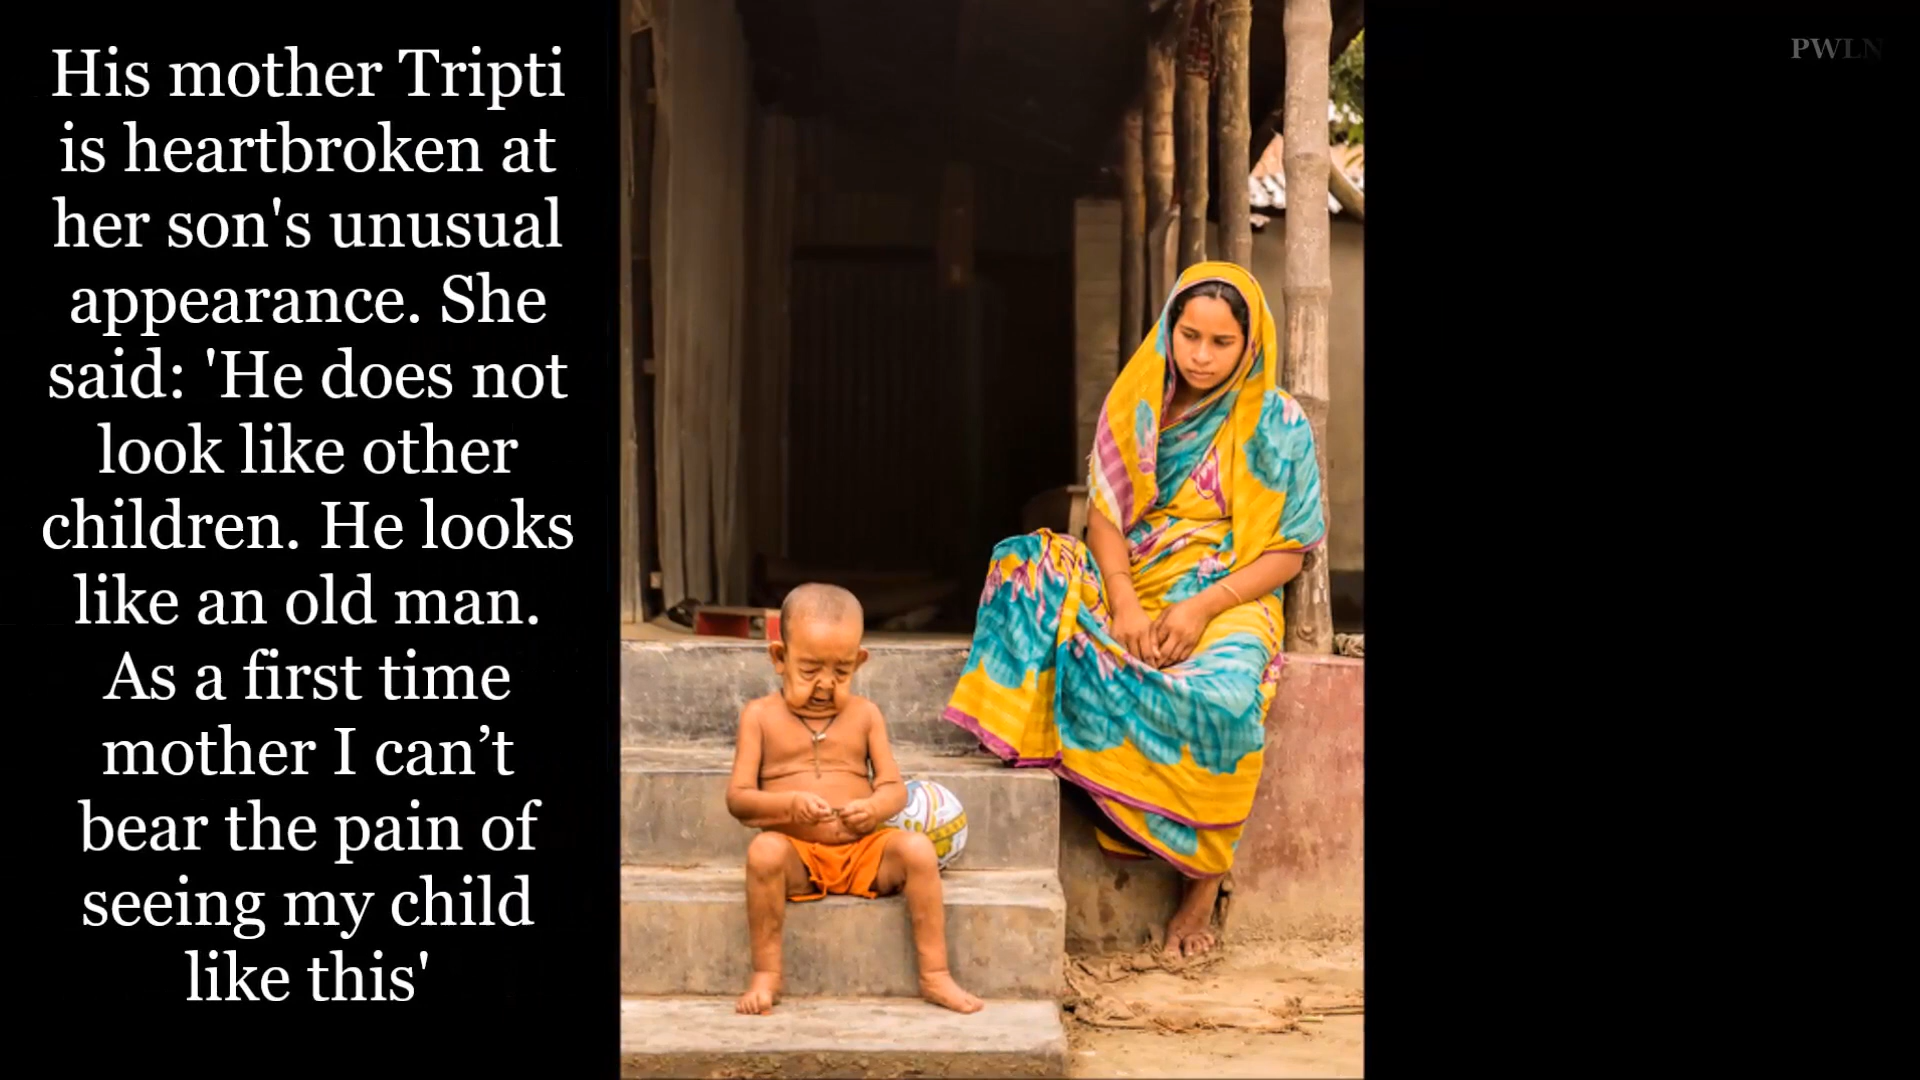 His mother Tripti
is heartbroken at
her son's unusual
appearance. She
said: 'He does not
look like other
children. He looks
like an old man.
As a first time
mother I can’t
bear the pain of
seeing my child
like this'
PWLN